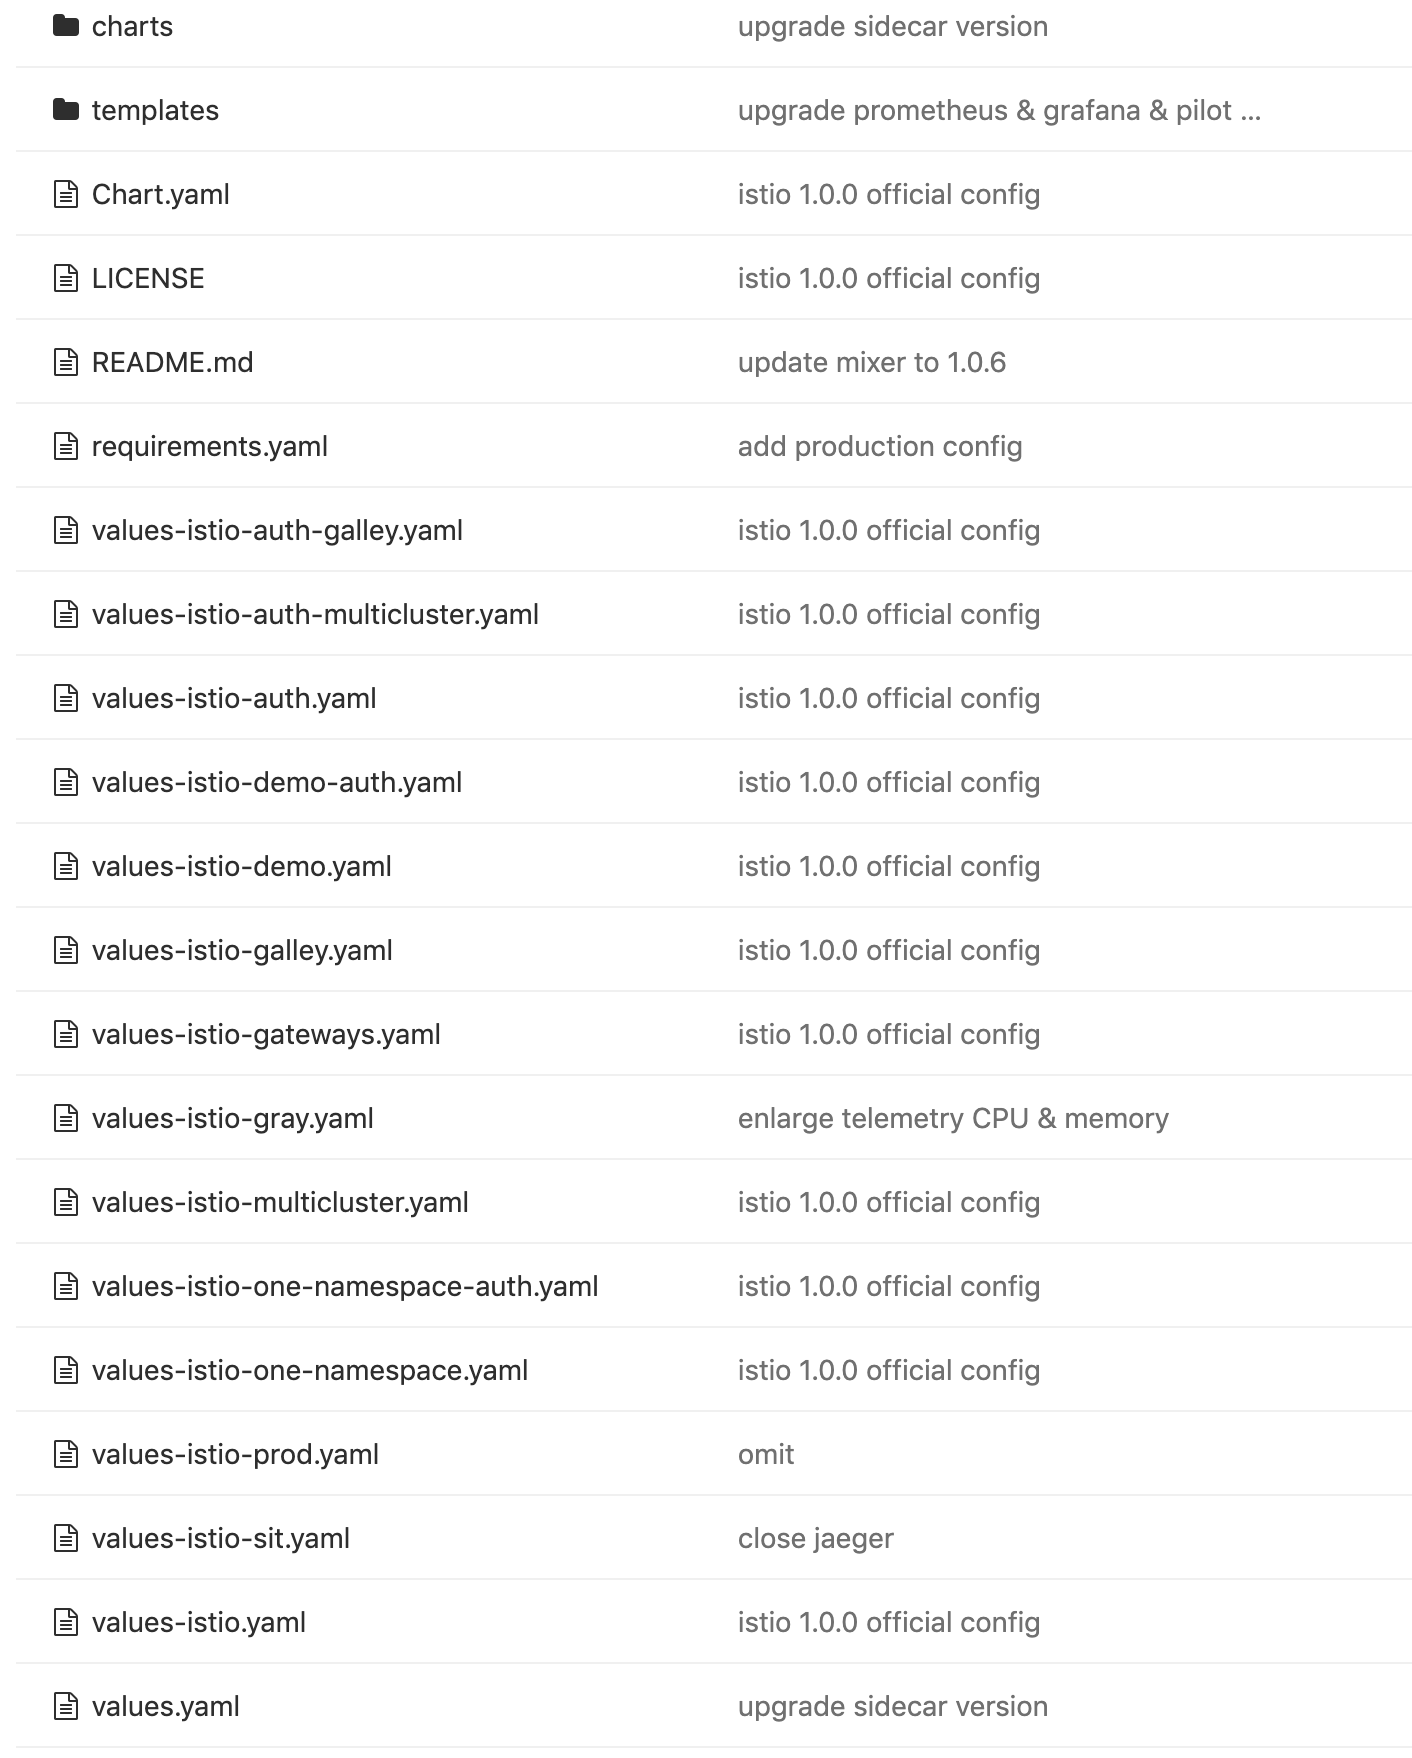 charts upgrade sidecar version
templates upgrade prometheus & grafana & pilot ...
Chart.yaml istio 1.0.0 official config
LICENSE istio 1.0.0 official config
README.md update mixer to 1.0.6
requirements.yaml add production config
values-istio-auth-galley.yaml istio 1.0.0 official config
values-istio-auth-multicluster.yaml istio 1.0.0 official config
values-istio-auth.yaml istio 1.0.0 official config
values-istio-demo-auth.yaml istio 1.0.0 official config
values-istio-demo.yaml istio 1.0.0 official config
values-istio-galley.yaml istio 1.0.0 official config
values-istio-gateways.yaml istio 1.0.0 official config
values-istio-gray.yaml enlarge telemetry CPU & memory
values-istio-multicluster.yaml istio 1.0.0 official config
values-istio-one-namespace-auth.yaml istio 1.0.0 official config
values-istio-one-namespace.yaml istio 1.0.0 official config
values-istio-prod.yaml omit
values-istio-sit.yaml close jaeger
values-istio.yaml istio 1.0.0 official config
values.yaml upgrade sidecar version